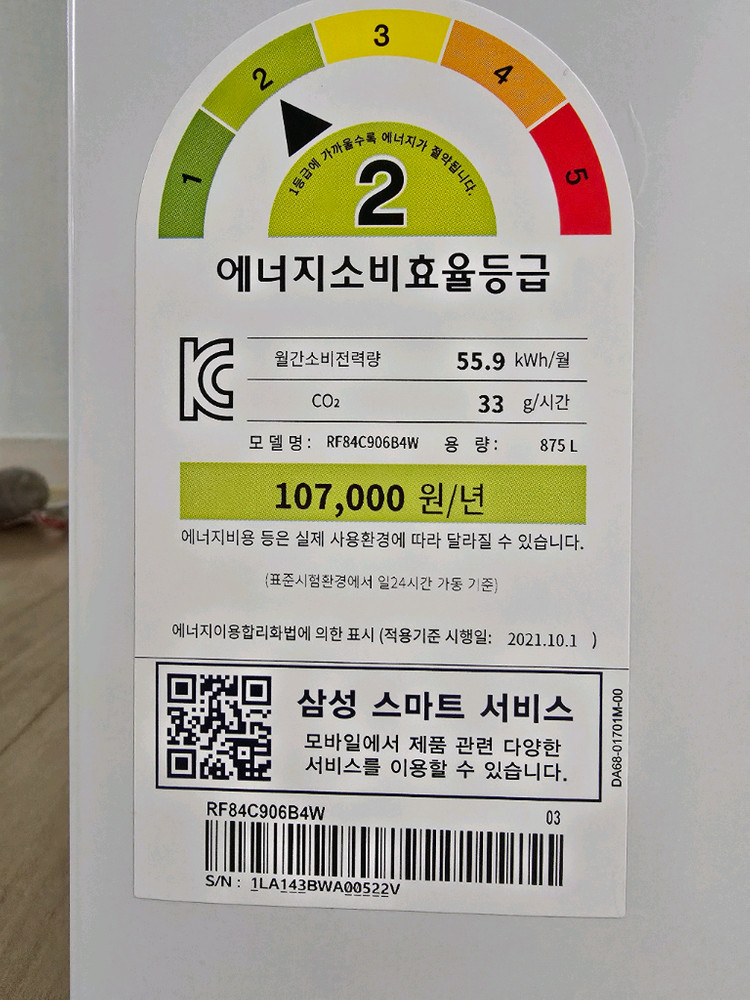 1 2 3 4 5
1등급에 가까울수록 에너지가 절약됩니다.
2
에너지소비효율등급
월간소비전력량 55.9 kWh/월
CO₂ 33 g/시간
모델명: RF84C906B4W 용량: 875 L
107,000 원/년
에너지비용 등은 실제 사용환경에 따라 달라질 수 있습니다.
(표준시험환경에서 일24시간 가동 기준)
에너지이용합리화법에 의한 표시 (적용기준 시행일: 2021.10.1 )
삼성 스마트 서비스
모바일에서 제품 관련 다양한
서비스를 이용할 수 있습니다.
DA68-01701M-00
RF84C906B4W 03
S/N : 1LA143BWA00522V